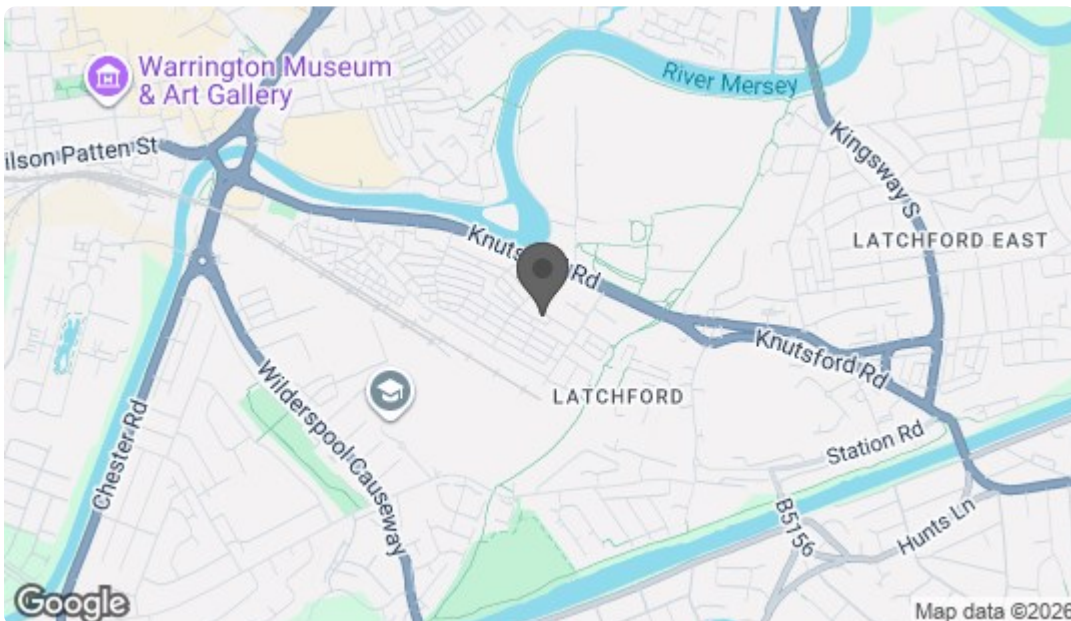 Warrington Museum
& Art Gallery
ilson Patten St
River Mersey
Kingsway S
LATCHFORD EAST
Knutsford Rd
Knutsford Rd
LATCHFORD
Wilderspool Causeway
Chester Rd
Station Rd
B5156
Hunts Ln
Google
Map data ©2026